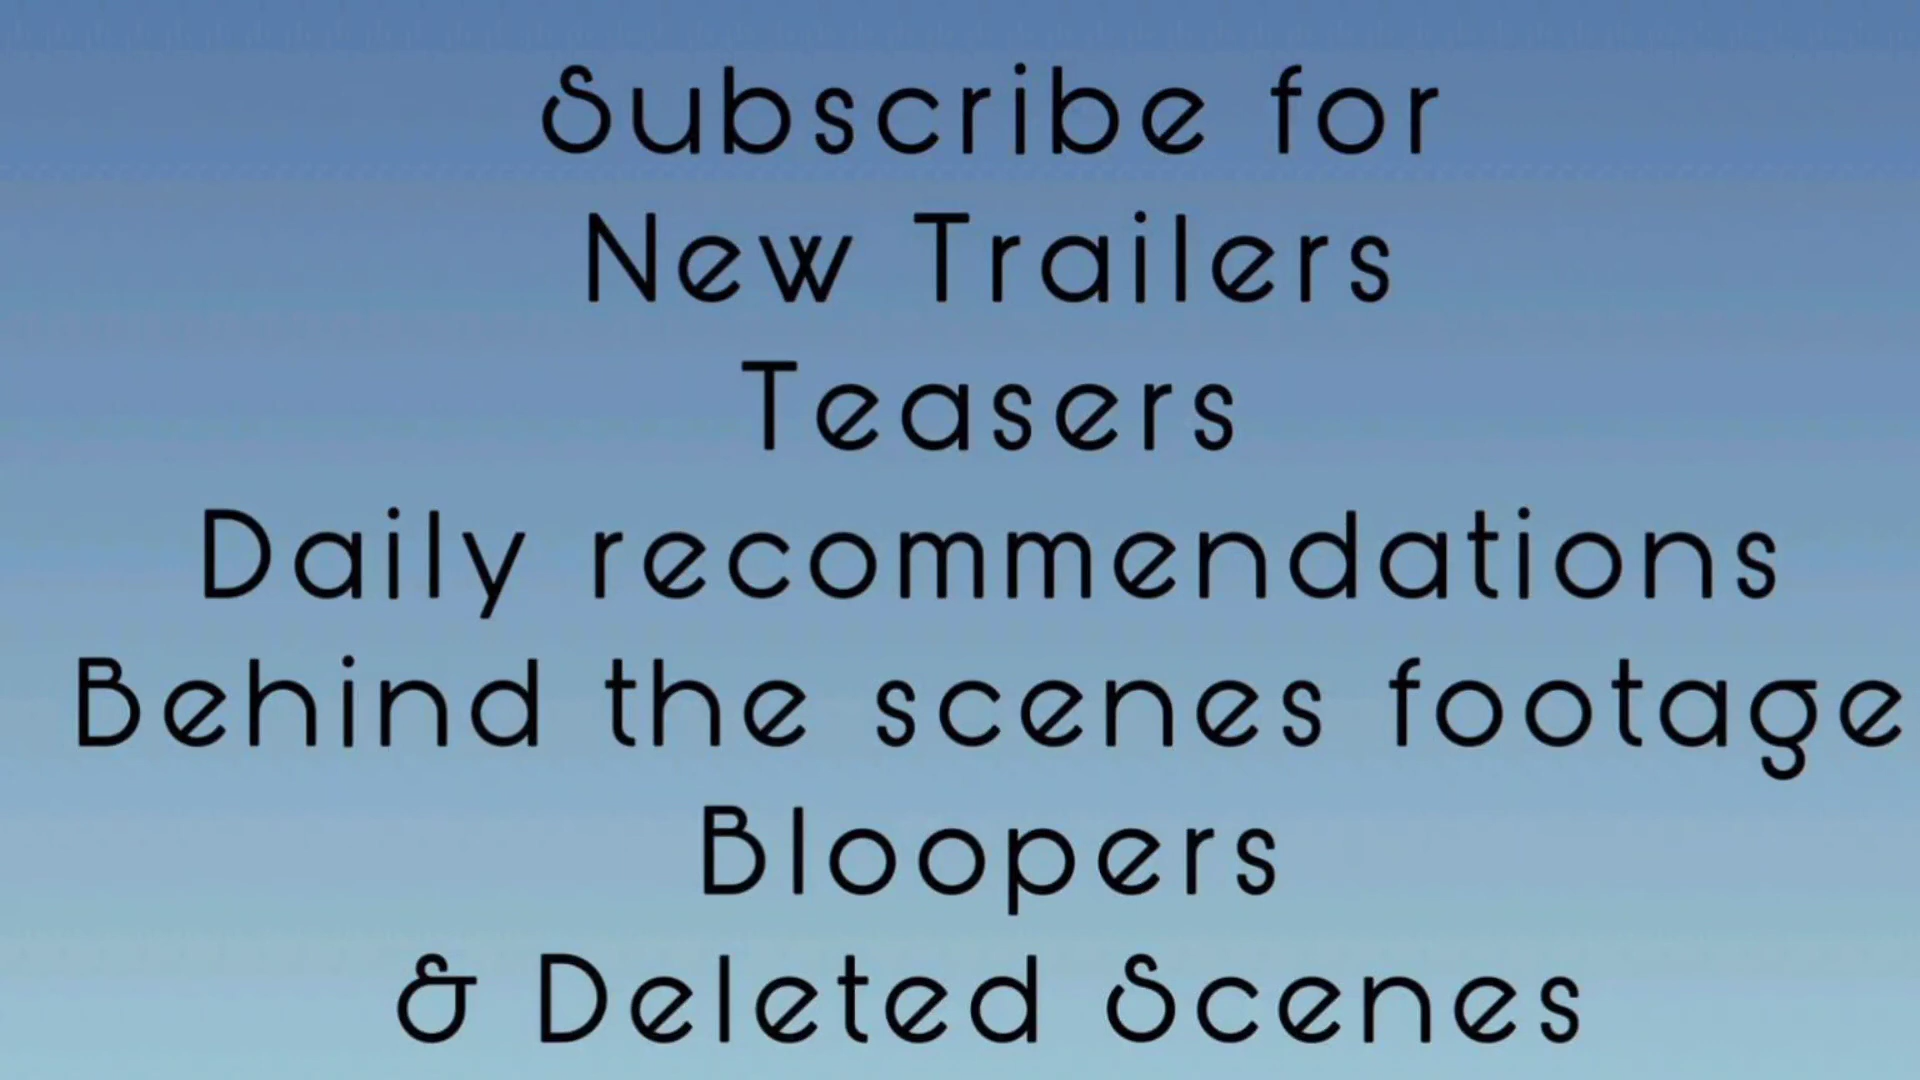 Subscribe for
New Trailers
Teasers
Daily recommendations
Behind the scenes footage
Bloopers
& Deleted Scenes